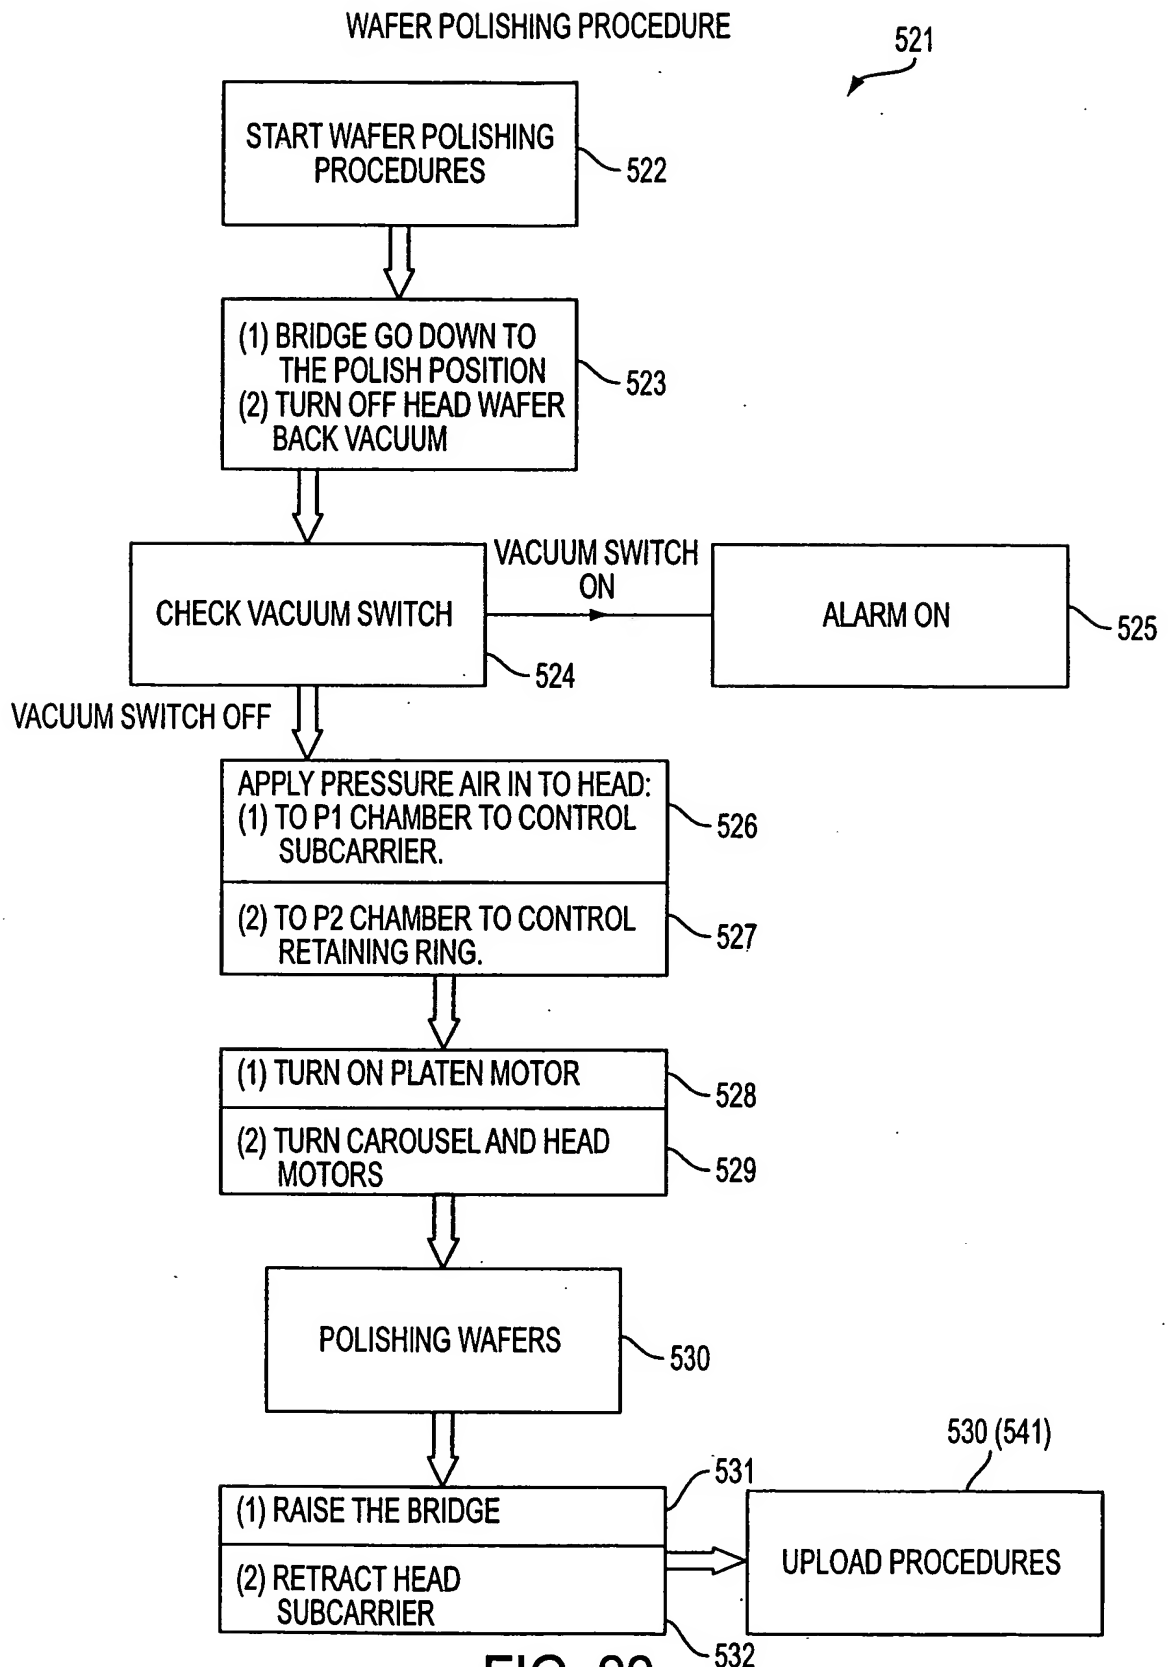 WAFER POLISHING PROCEDURE
521
START WAFER POLISHING
PROCEDURES
522
(1) BRIDGE GO DOWN TO
THE POLISH POSITION
(2) TURN OFF HEAD WAFER
BACK VACUUM
523
CHECK VACUUM SWITCH
524
VACUUM SWITCH
ON
ALARM ON
525
VACUUM SWITCH OFF
APPLY PRESSURE AIR IN TO HEAD:
(1) TO P1 CHAMBER TO CONTROL
SUBCARRIER.
526
(2) TO P2 CHAMBER TO CONTROL
RETAINING RING.
527
(1) TURN ON PLATEN MOTOR
528
(2) TURN CAROUSEL AND HEAD
MOTORS
529
POLISHING WAFERS
530
(1) RAISE THE BRIDGE
531
(2) RETRACT HEAD
SUBCARRIER
532
530 (541)
UPLOAD PROCEDURES
FIG.